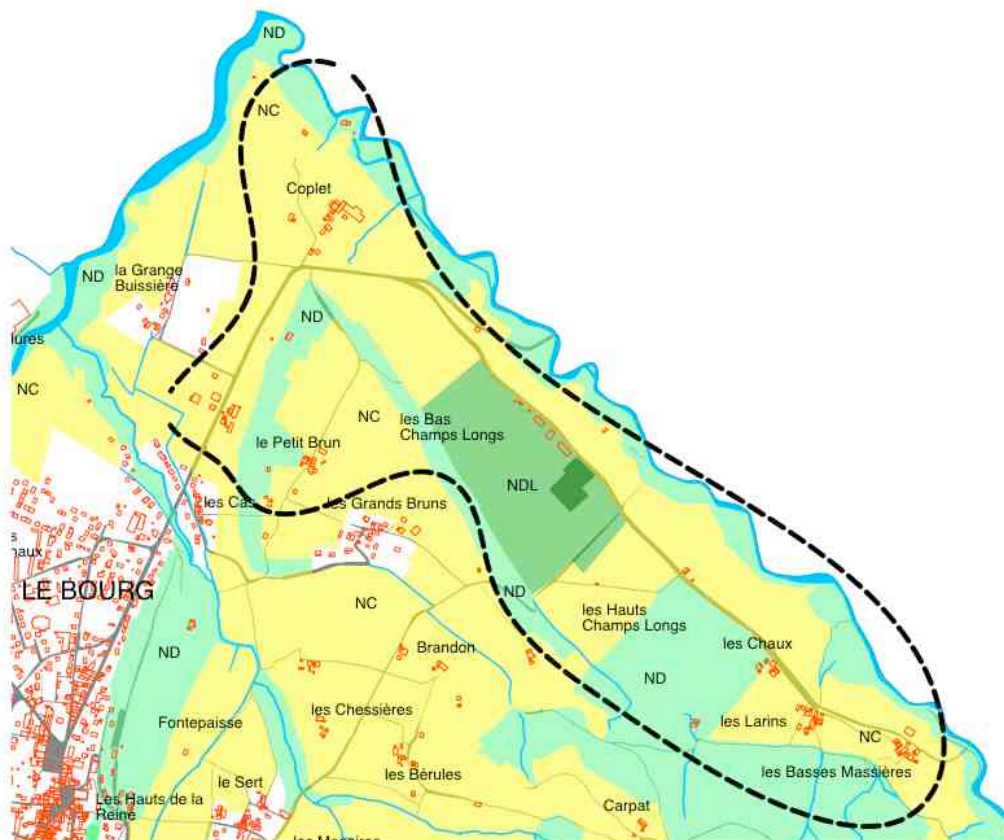 ND
NC
Coplet
ND
la Grange
Buissière
ND
NC
NC
les Bas
Champs Longs
le Petit Brun
NDL
les Cas
les Grands Bruns
LE BOURG
ND
NC
les Hauts
Champs Longs
Brandon
les Chaux
ND
ND
Fontepaisse
les Chessières
les Larins
NC
les Bérules
les Basses Massières
le Sert
Les Hauts de la
Reine
Carpat